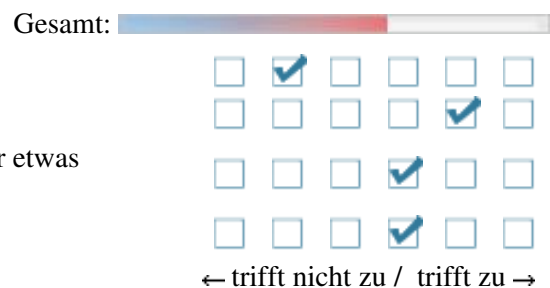 Gesamt:
r etwas
← trifft nicht zu / trifft zu →